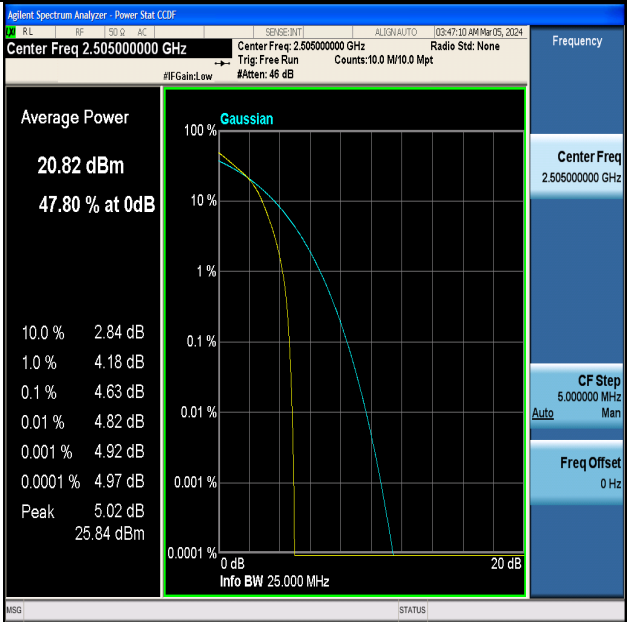 Agilent Spectrum Analyzer - Power Stat CCDF
LXI RL RF 50 Ω AC SENSE:INT ALIGN AUTO 03:47:10 AM Mar 05, 2024
Center Freq 2.505000000 GHz
Center Freq: 2.505000000 GHz Radio Std: None
Trig: Free Run Counts:10.0 M/10.0 Mpt
#IFGain:Low #Atten: 46 dB
Frequency
Average Power
20.82 dBm
47.80 % at 0dB
10.0 % 2.84 dB
1.0 % 4.18 dB
0.1 % 4.63 dB
0.01 % 4.82 dB
0.001 % 4.92 dB
0.0001 % 4.97 dB
Peak 5.02 dB
25.84 dBm
Gaussian
100 %
10 %
1 %
0.1 %
0.01 %
0.001 %
0.0001 %
0 dB 20 dB
Info BW 25.000 MHz
Center Freq
2.505000000 GHz
CF Step
5.000000 MHz
Auto Man
Freq Offset
0 Hz
MSG STATUS